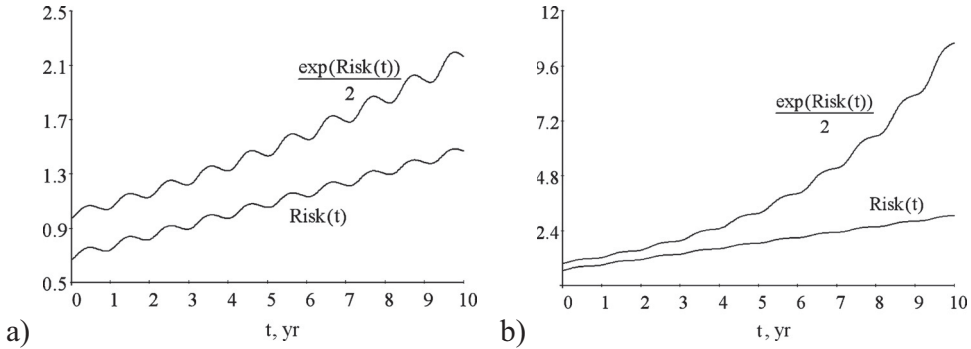 2.5
2.1
1.7
1.3
0.9
0.5
exp(Risk(t))
2
Risk(t)
0 1 2 3 4 5 6 7 8 9 10
t, yr
a)
12
9.6
7.2
4.8
2.4
exp(Risk(t))
2
Risk(t)
0 1 2 3 4 5 6 7 8 9 10
t, yr
b)